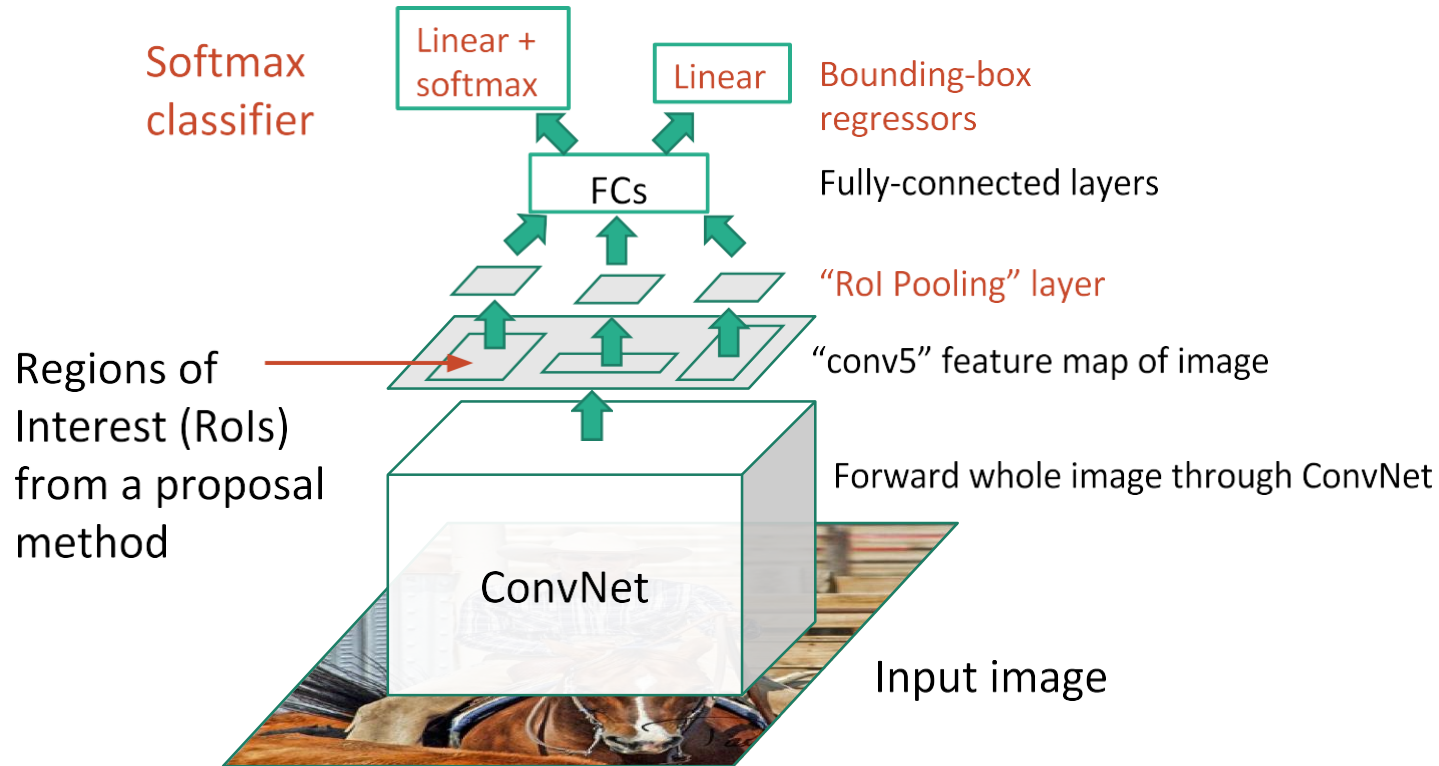 Softmax
classifier
Linear +
softmax
Linear
Bounding-box
regressors
FCs
Fully-connected layers
“RoI Pooling” layer
Regions of
Interest (RoIs)
from a proposal
method
“conv5” feature map of image
Forward whole image through ConvNet
ConvNet
Input image